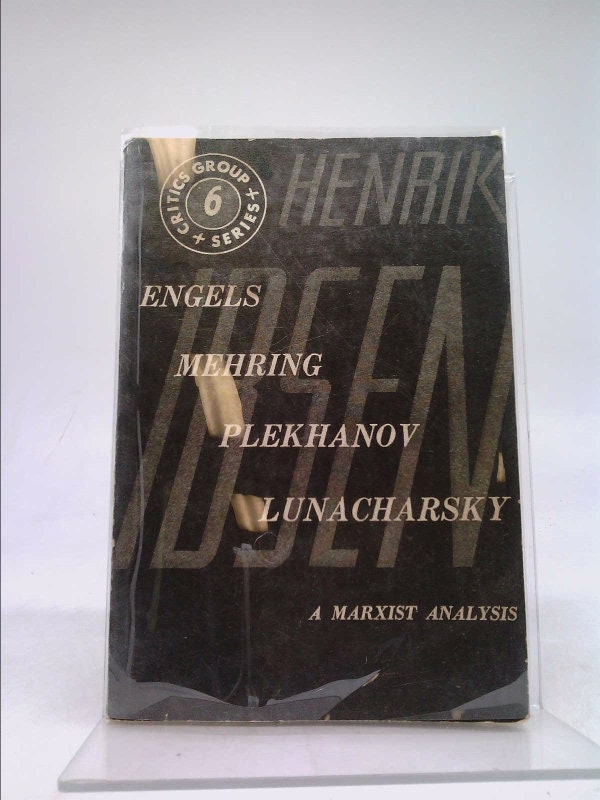 CRITICS GROUP
6
+ SERIES +
HENRIK
IBSEN
ENGELS
MEHRING
PLEKHANOV
LUNACHARSKY
A MARXIST ANALYSIS